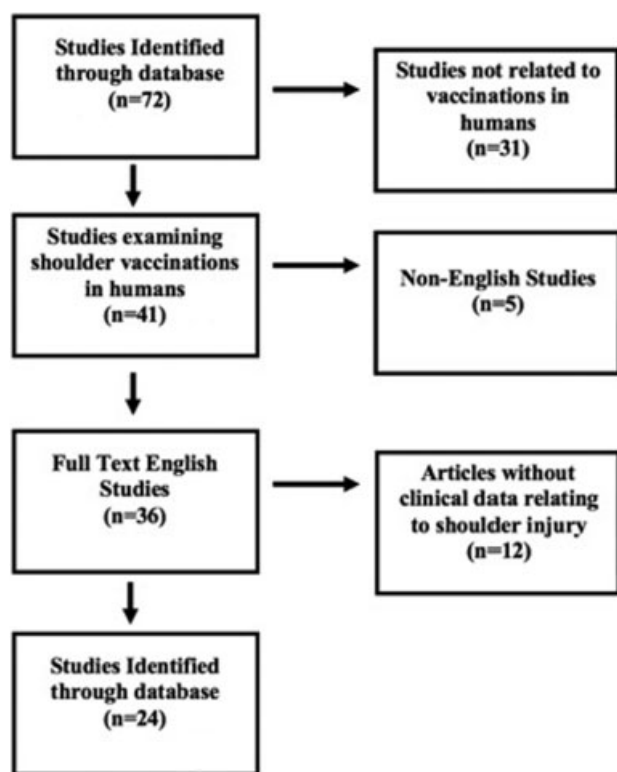 Studies Identified
through database
(n=72)
Studies not related to
vaccinations in
humans
(n=31)
Studies examining
shoulder vaccinations
in humans
(n=41)
Non-English Studies
(n=5)
Full Text English
Studies
(n=36)
Articles without
clinical data relating
to shoulder injury
(n=12)
Studies Identified
through database
(n=24)